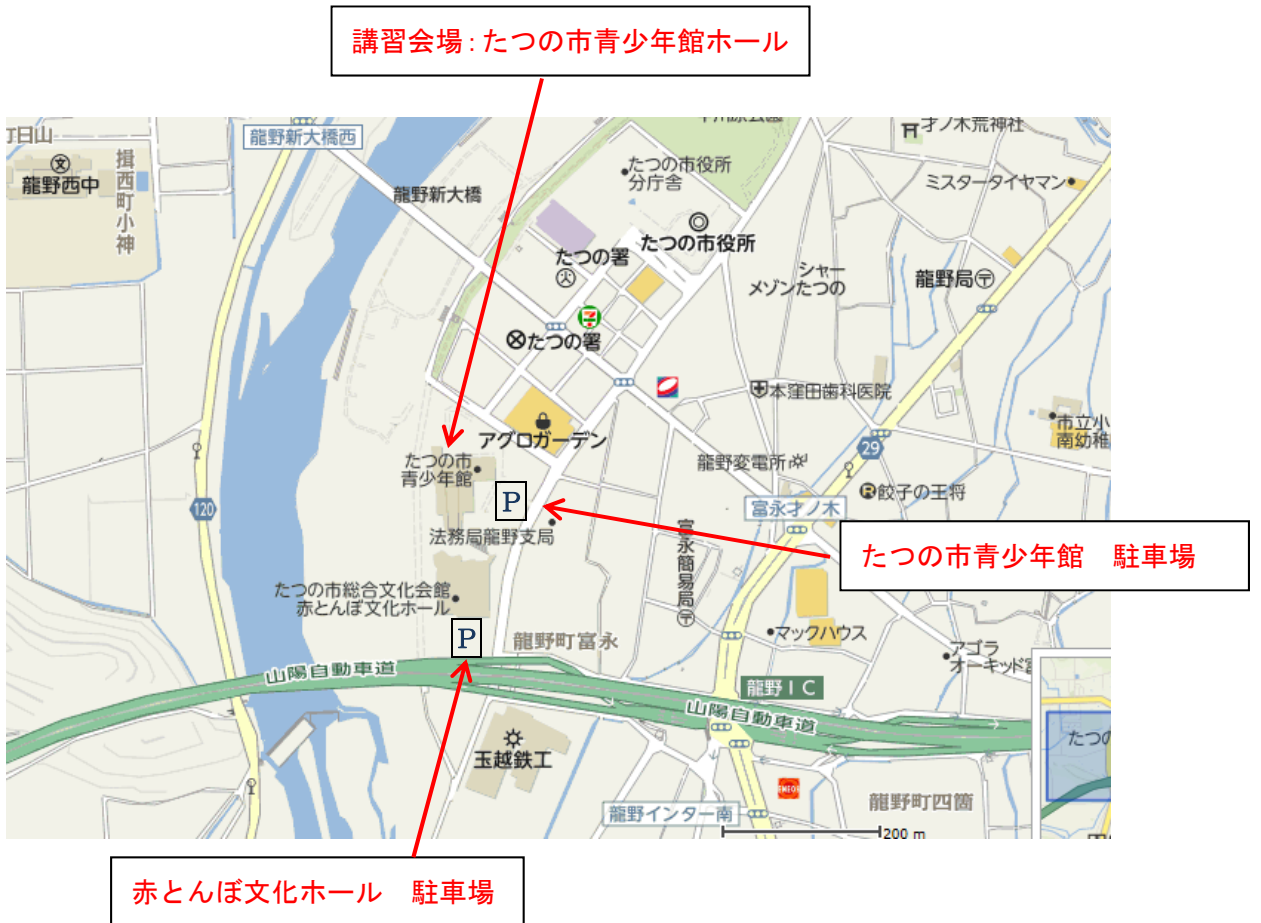 講習会場：たつの市青少年館ホール
龍野新大橋西
才ノ木荒神社
龍野西中
揖西町小神
龍野新大橋
たつの市役所
分庁舎
ミスタータイヤマン
たつの市役所
たつの署
シャー
メゾンたつの
龍野局
たつの署
本窪田歯科医院
アグロガーデン
29
市立小
南幼稚
たつの市
青少年館
龍野変電所
P
餃子の王将
120
富永才ノ木
法務局龍野支局
富永簡易局
たつの市青少年館 駐車場
たつの市総合文化会館
赤とんぼ文化ホール
P
龍野町富永
マックハウス
アゴラ
山陽自動車道
龍野IC
山陽自動車道
玉越鉄工
ENEOS
龍野インター南
龍野町四箇
200 m
赤とんぼ文化ホール 駐車場